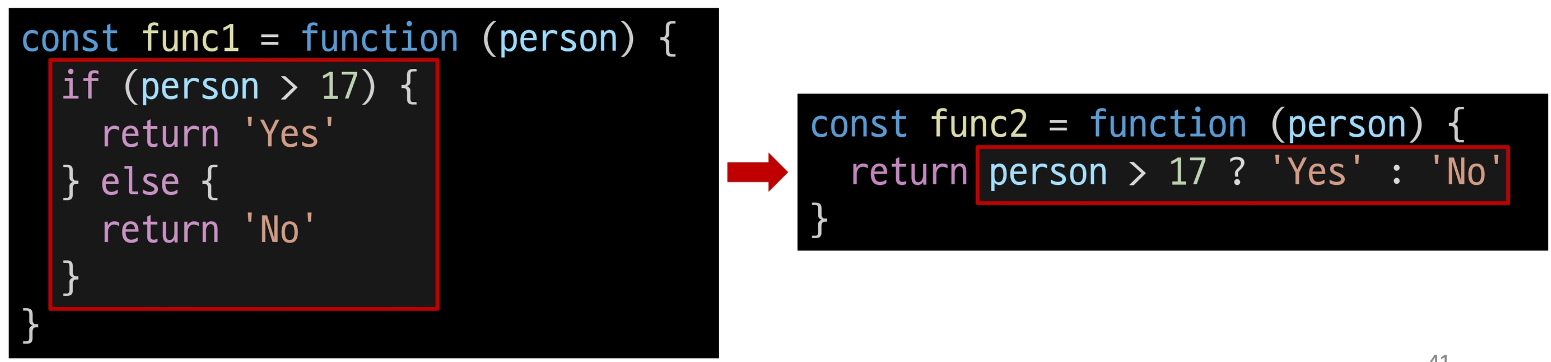 const func1 = function (person) {
if (person > 17) {
return 'Yes'
} else {
return 'No'
}
}
const func2 = function (person) {
return person > 17 ? 'Yes' : 'No'
}
41